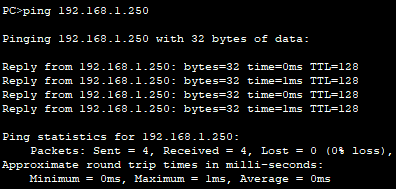 PC>ping 192.168.1.250
Pinging 192.168.1.250 with 32 bytes of data:
Reply from 192.168.1.250: bytes=32 time=0ms TTL=128
Reply from 192.168.1.250: bytes=32 time=1ms TTL=128
Reply from 192.168.1.250: bytes=32 time=0ms TTL=128
Reply from 192.168.1.250: bytes=32 time=1ms TTL=128
Ping statistics for 192.168.1.250:
Packets: Sent = 4, Received = 4, Lost = 0 (0% loss),
Approximate round trip times in milli-seconds:
Minimum = 0ms, Maximum = 1ms, Average = 0ms